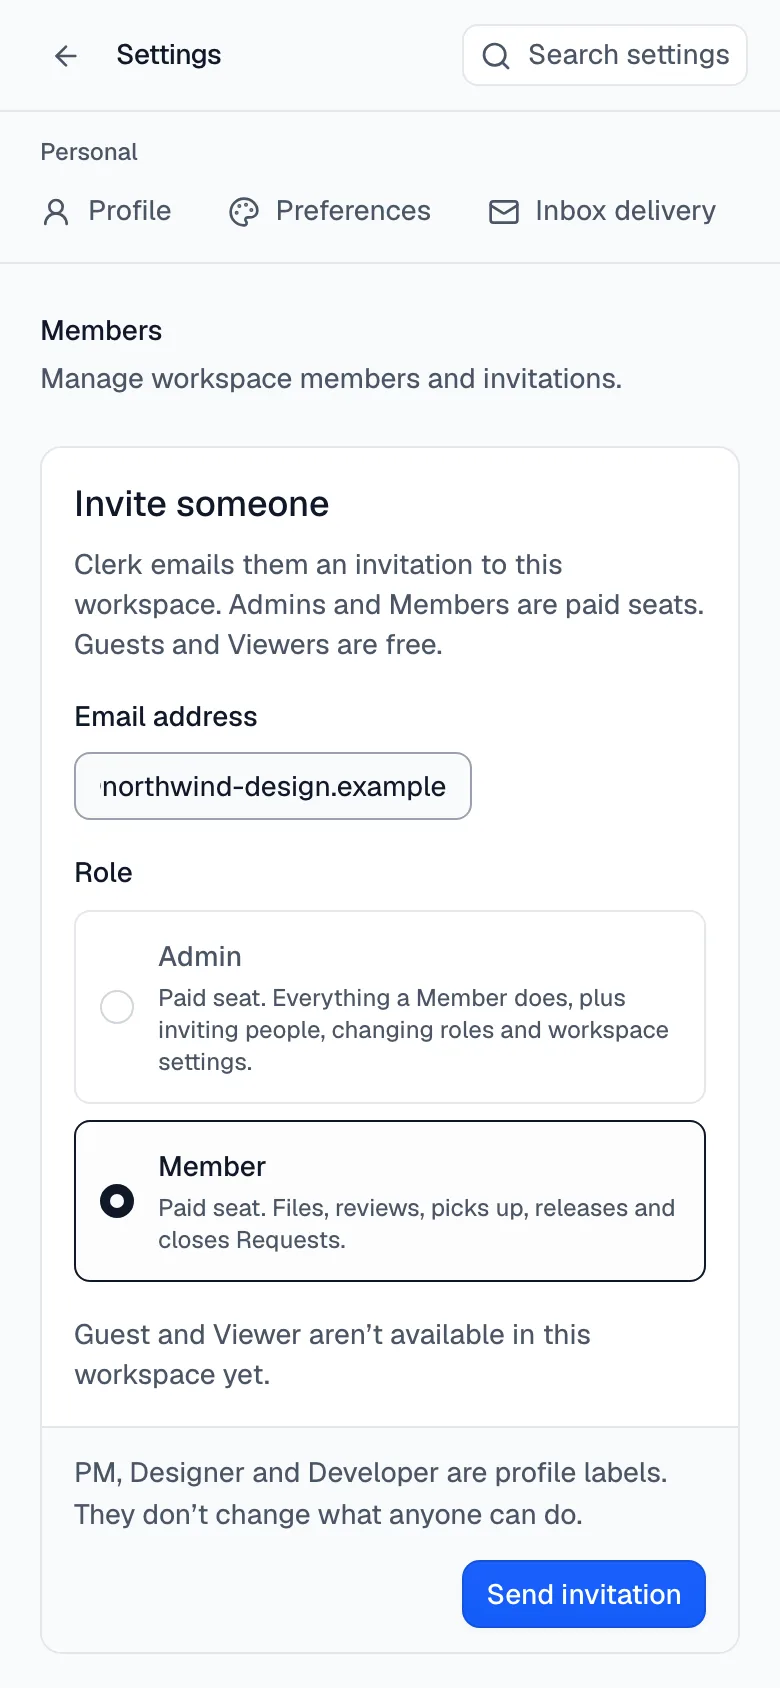 Settings
Search settings
Personal
Profile
Preferences
Inbox delivery
Members
Manage workspace members and invitations.
Invite someone
Clerk emails them an invitation to this
workspace. Admins and Members are paid seats.
Guests and Viewers are free.
Email address
northwind-design.example
Role
Admin
Paid seat. Everything a Member does, plus
inviting people, changing roles and workspace
settings.
Member
Paid seat. Files, reviews, picks up, releases and
closes Requests.
Guest and Viewer aren’t available in this
workspace yet.
PM, Designer and Developer are profile labels.
They don’t change what anyone can do.
Send invitation